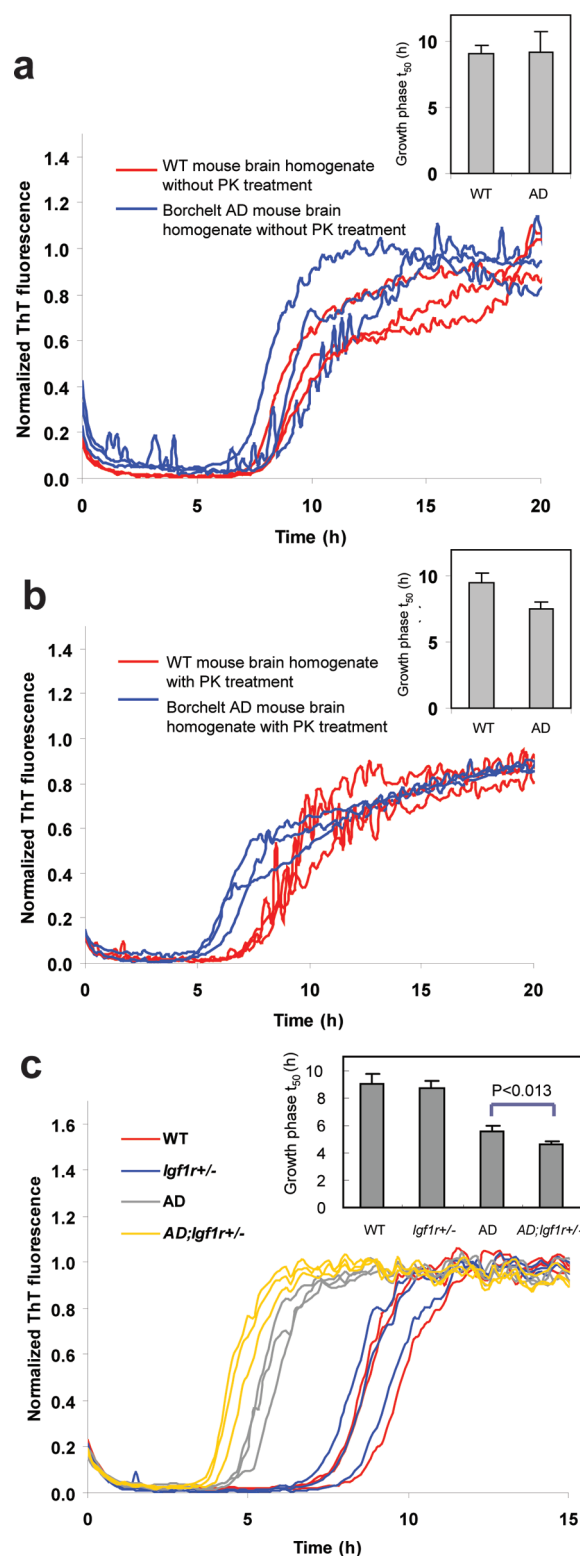 a
Growth phase t50 (h)
10
5
0
WT AD
Normalized ThT fluorescence
1.4
1.2
1.0
0.8
0.6
0.4
0.2
0.0
WT mouse brain homogenate
without PK treatment
Borchelt AD mouse brain
homogenate without PK treatment
0 5 10 15 20
Time (h)
b
Growth phase t50 (h)
10
5
0
WT AD
Normalized ThT fluorescence
1.4
1.2
1.0
0.8
0.6
0.4
0.2
0.0
WT mouse brain homogenate
with PK treatment
Borchelt AD mouse brain
homogenate with PK treatment
0 5 10 15 20
Time (h)
c
Growth phase t50 (h)
10
8
6
4
2
0
P<0.013
WT Igf1r+/- AD AD;Igf1r+/-
Normalized ThT fluorescence
1.6
1.4
1.2
1.0
0.8
0.6
0.4
0.2
0.0
WT
Igf1r+/-
AD
AD;Igf1r+/-
0 5 10 15
Time (h)